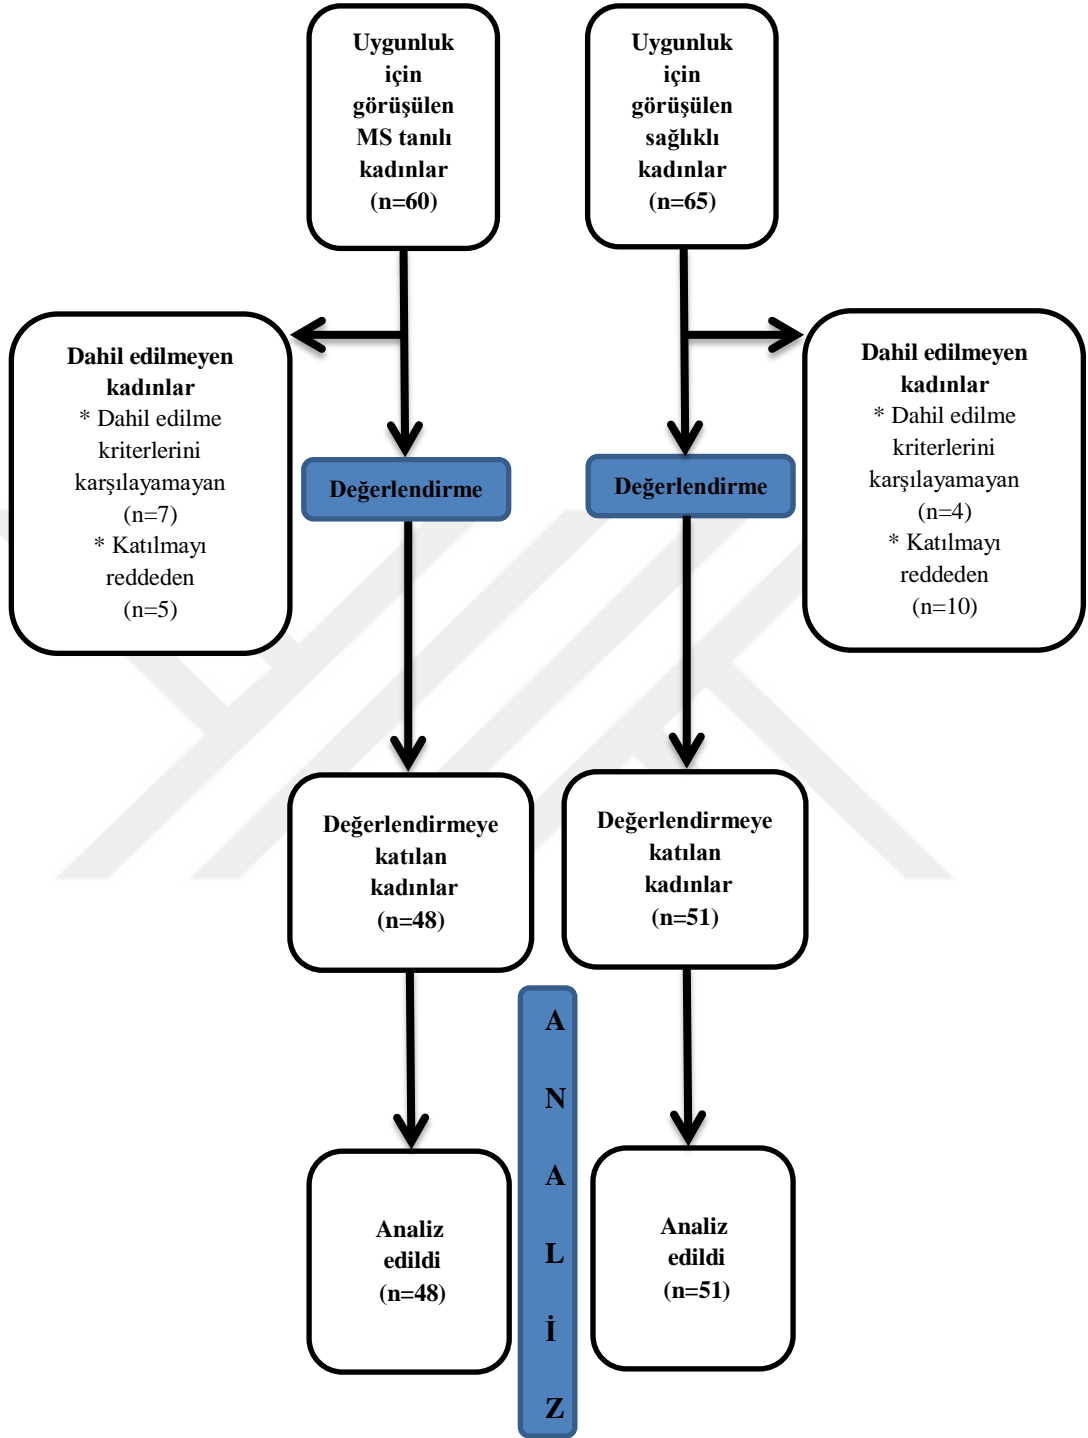 Uygunluk
için
görüşülen
MS tanılı
kadınlar
(n=60)
Uygunluk
için
görüşülen
sağlıklı
kadınlar
(n=65)
Dahil edilmeyen
kadınlar
* Dahil edilme
kriterlerini
karşılayamayan
(n=7)
* Katılmayı
reddeden
(n=5)
Dahil edilmeyen
kadınlar
* Dahil edilme
kriterlerini
karşılayamayan
(n=4)
* Katılmayı
reddeden
(n=10)
Değerlendirme
Değerlendirme
Değerlendirmeye
katılan
kadınlar
(n=48)
Değerlendirmeye
katılan
kadınlar
(n=51)
A
N
A
L
İ
Z
Analiz
edildi
(n=48)
Analiz
edildi
(n=51)